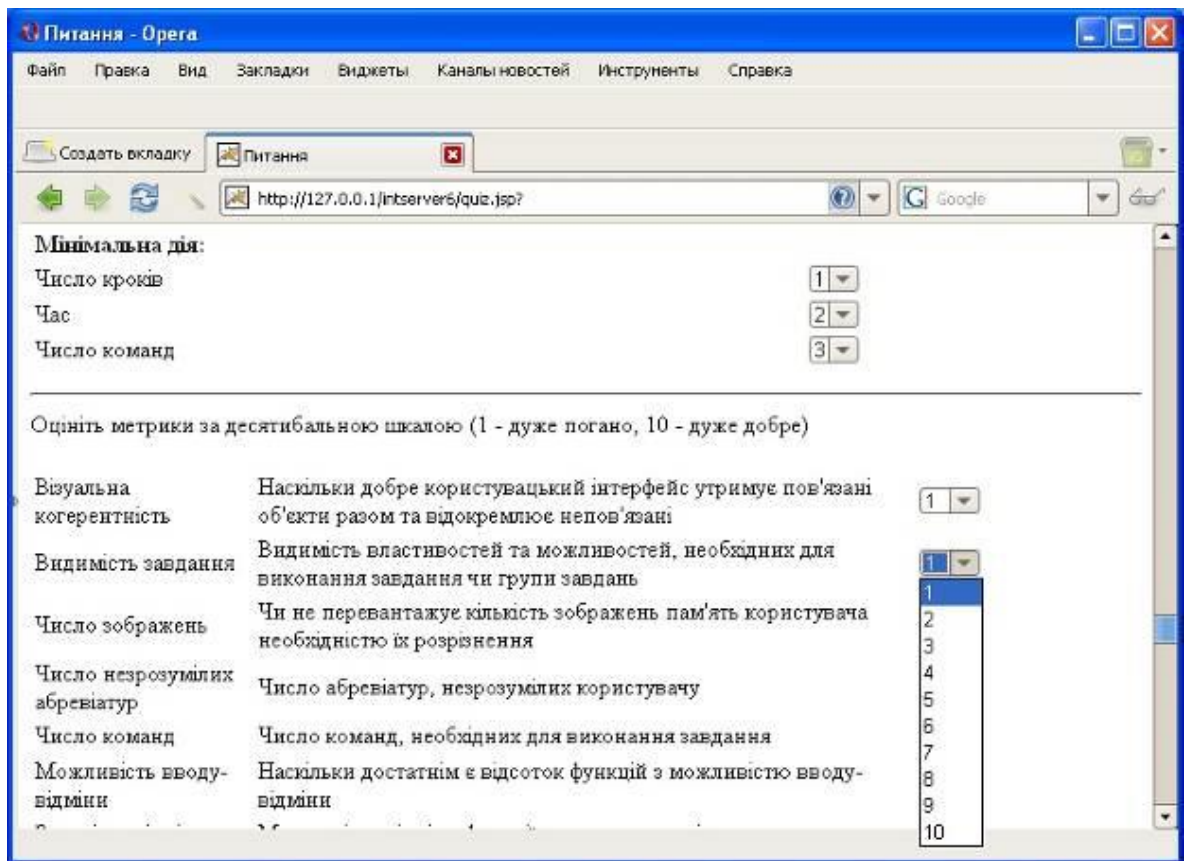 Питання - Opera
Файл Правка Вид Закладки Виджеты Каналы новостей Инструменты Справка
Создать вкладку Питання
http://127.0.0.1/intserver6/quiz.jsp? Google
Мінімальна дія:
Число кроків 1
Час 2
Число команд 3
Оцініть метрики за десятибальною шкалою (1 - дуже погано, 10 - дуже добре)
Візуальна когерентність
Наскільки добре користувацький інтерфейс утримує пов'язані
об'єкти разом та відокремлює непов'язані
1
Видимість завдання
Видимість властивостей та можливостей, необхідних для
виконання завдання чи групи завдань
1
Число зображень
Чи не перевантажує кількість зображень пам'ять користувача
необхідністю їх розрізнення
Число незрозумілих
абревіатур
Число абревіатур, незрозумілих користувачу
Число команд
Число команд, необхідних для виконання завдання
Можливість вводу-
відміни
Наскільки достатнім є відсоток функцій з можливістю вводу-
відміни
1
2
3
4
5
6
7
8
9
10